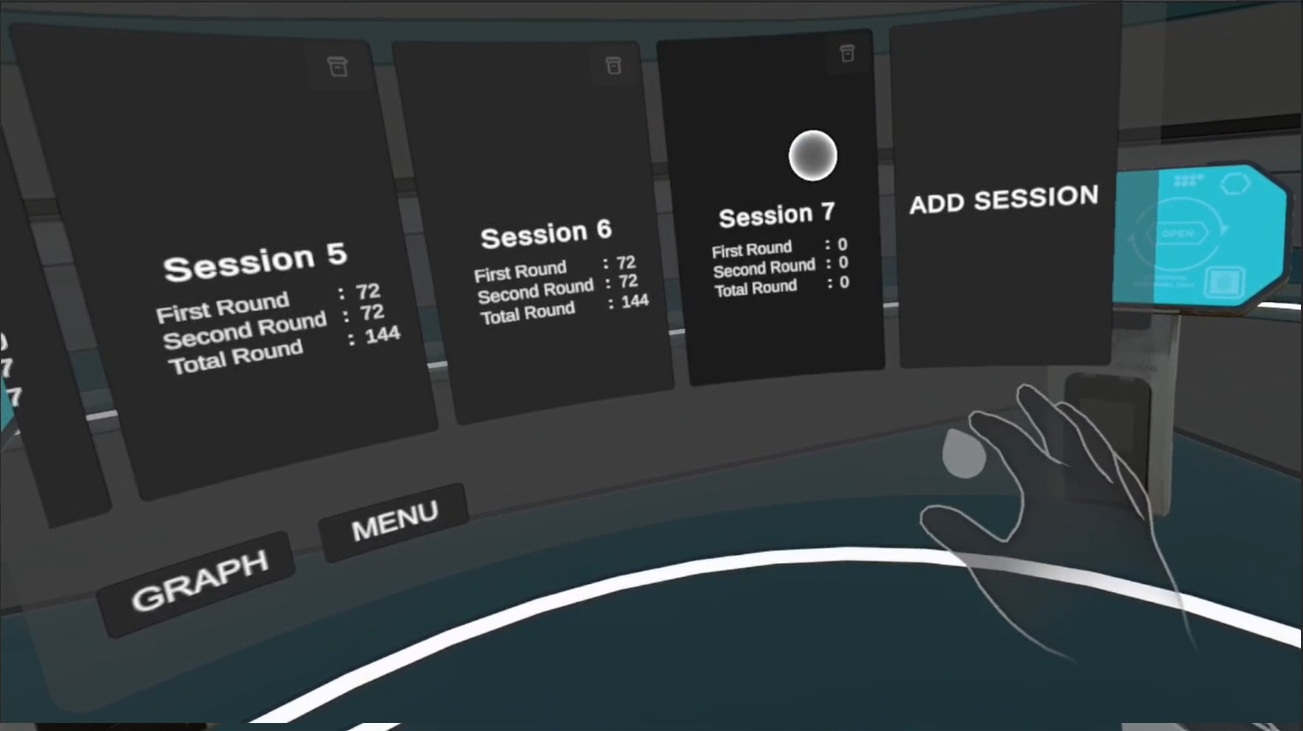 Session 5
First Round : 72
Second Round : 72
Total Round : 144
Session 6
First Round : 72
Second Round : 72
Total Round : 144
Session 7
First Round : 0
Second Round : 0
Total Round : 0
ADD SESSION
OPEN
7
7
GRAPH
MENU